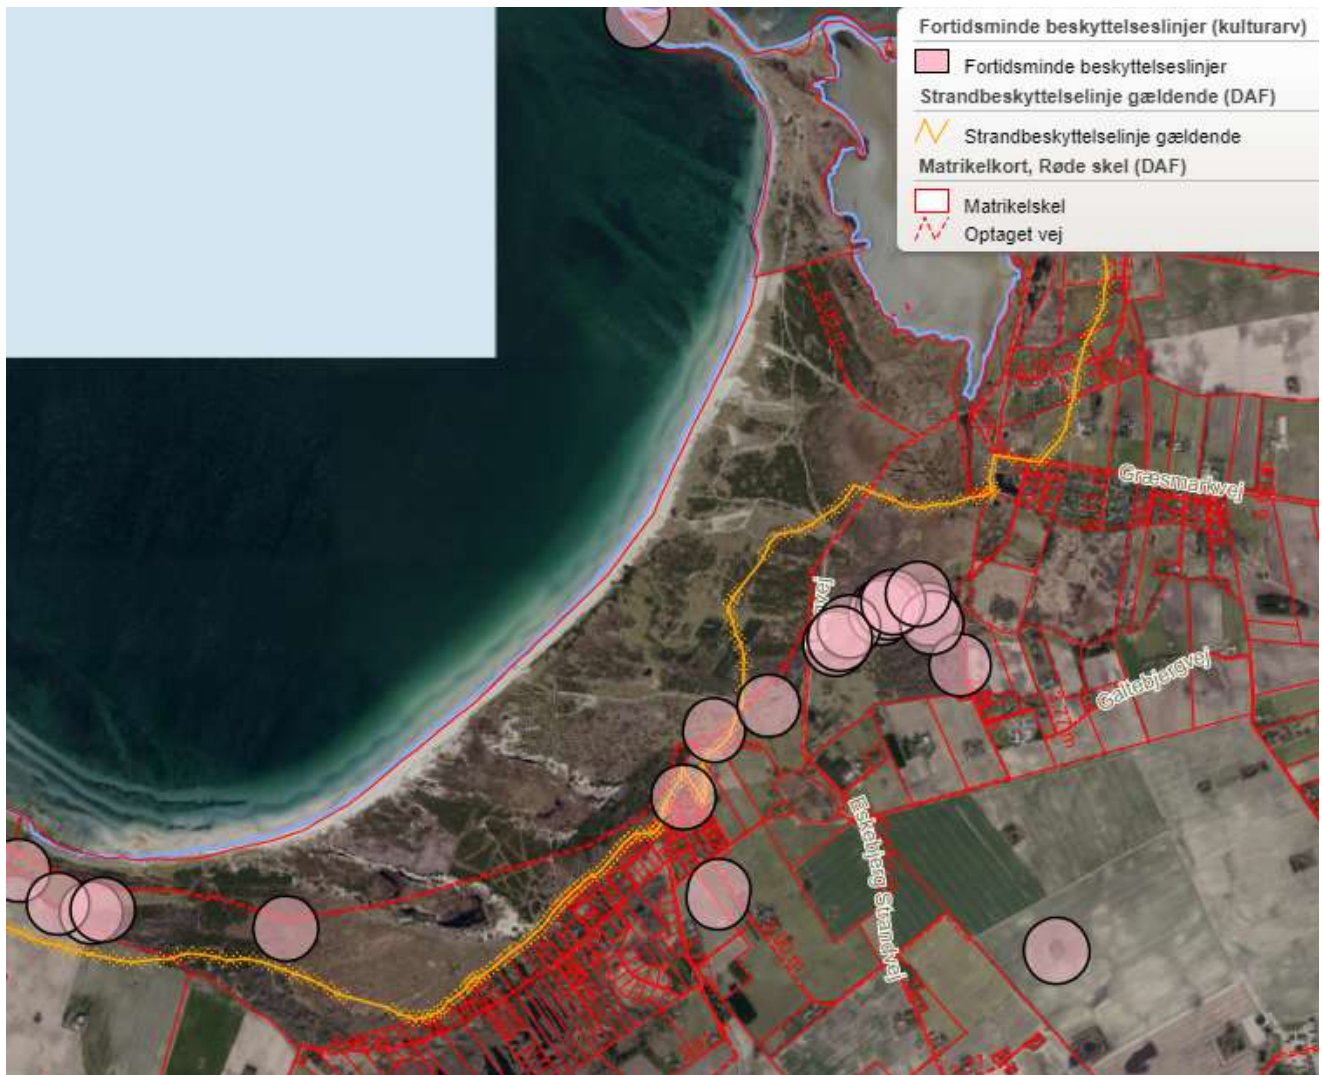 Fortidsminde beskyttelseslinjer (kulturarv)
Fortidsminde beskyttelseslinjer
Strandbeskyttelselinje gældende (DAF)
Strandbeskyttelselinje gældende
Matrikelkort, Røde skel (DAF)
Matrikelskel
Optaget vej
Græsmarkvej
Galtebjergvej
Eskebjerg Strandvej